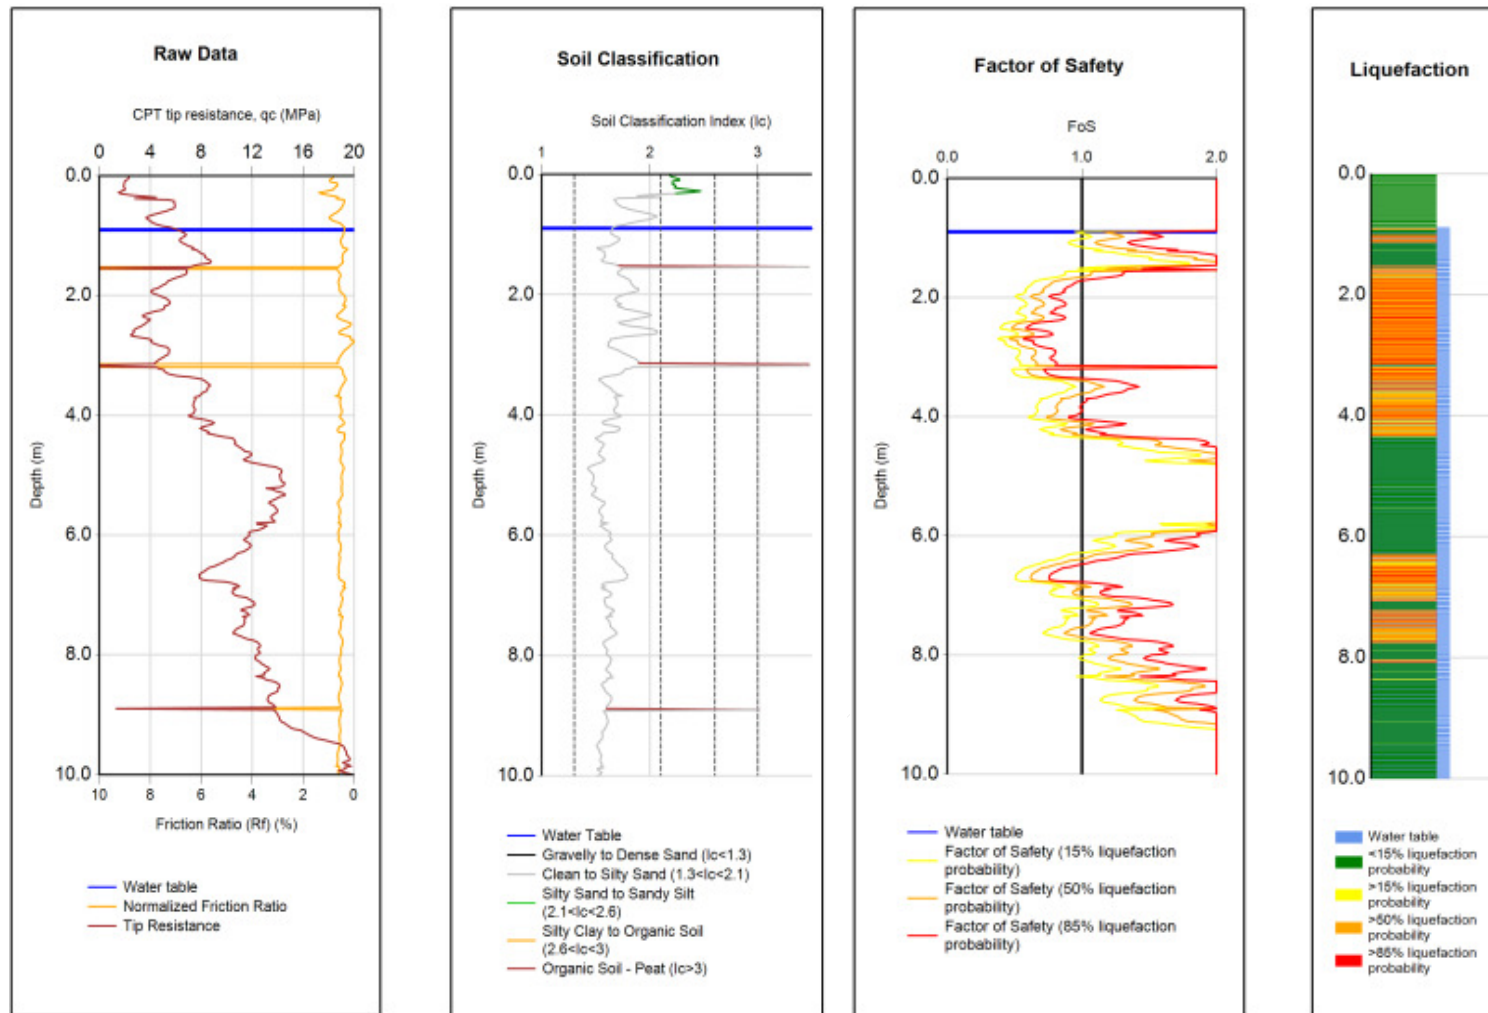 Raw Data
CPT tip resistance, qc (MPa)
0 4 8 12 16 20
0.0
2.0
4.0
6.0
8.0
10.0
Depth (m)
10 8 6 4 2 0
Friction Ratio (Rf) (%)
Water table
Normalized Friction Ratio
Tip Resistance
Soil Classification
Soil Classification Index (Ic)
1 2 3
0.0
2.0
4.0
6.0
8.0
10.0
Depth (m)
Water Table
Gravelly to Dense Sand (Ic<1.3)
Clean to Silty Sand (1.3<Ic<2.1)
Silty Sand to Sandy Silt
(2.1<Ic<2.6)
Silty Clay to Organic Soil
(2.6<Ic<3)
Organic Soil - Peat (Ic>3)
Factor of Safety
FoS
0.0 1.0 2.0
0.0
2.0
4.0
6.0
8.0
10.0
Depth (m)
Water table
Factor of Safety (15% liquefaction
probability)
Factor of Safety (50% liquefaction
probability)
Factor of Safety (85% liquefaction
probability)
Liquefaction
0.0
2.0
4.0
6.0
8.0
10.0
Water table
<15% liquefaction
probability
>15% liquefaction
probability
>50% liquefaction
probability
>85% liquefaction
probability